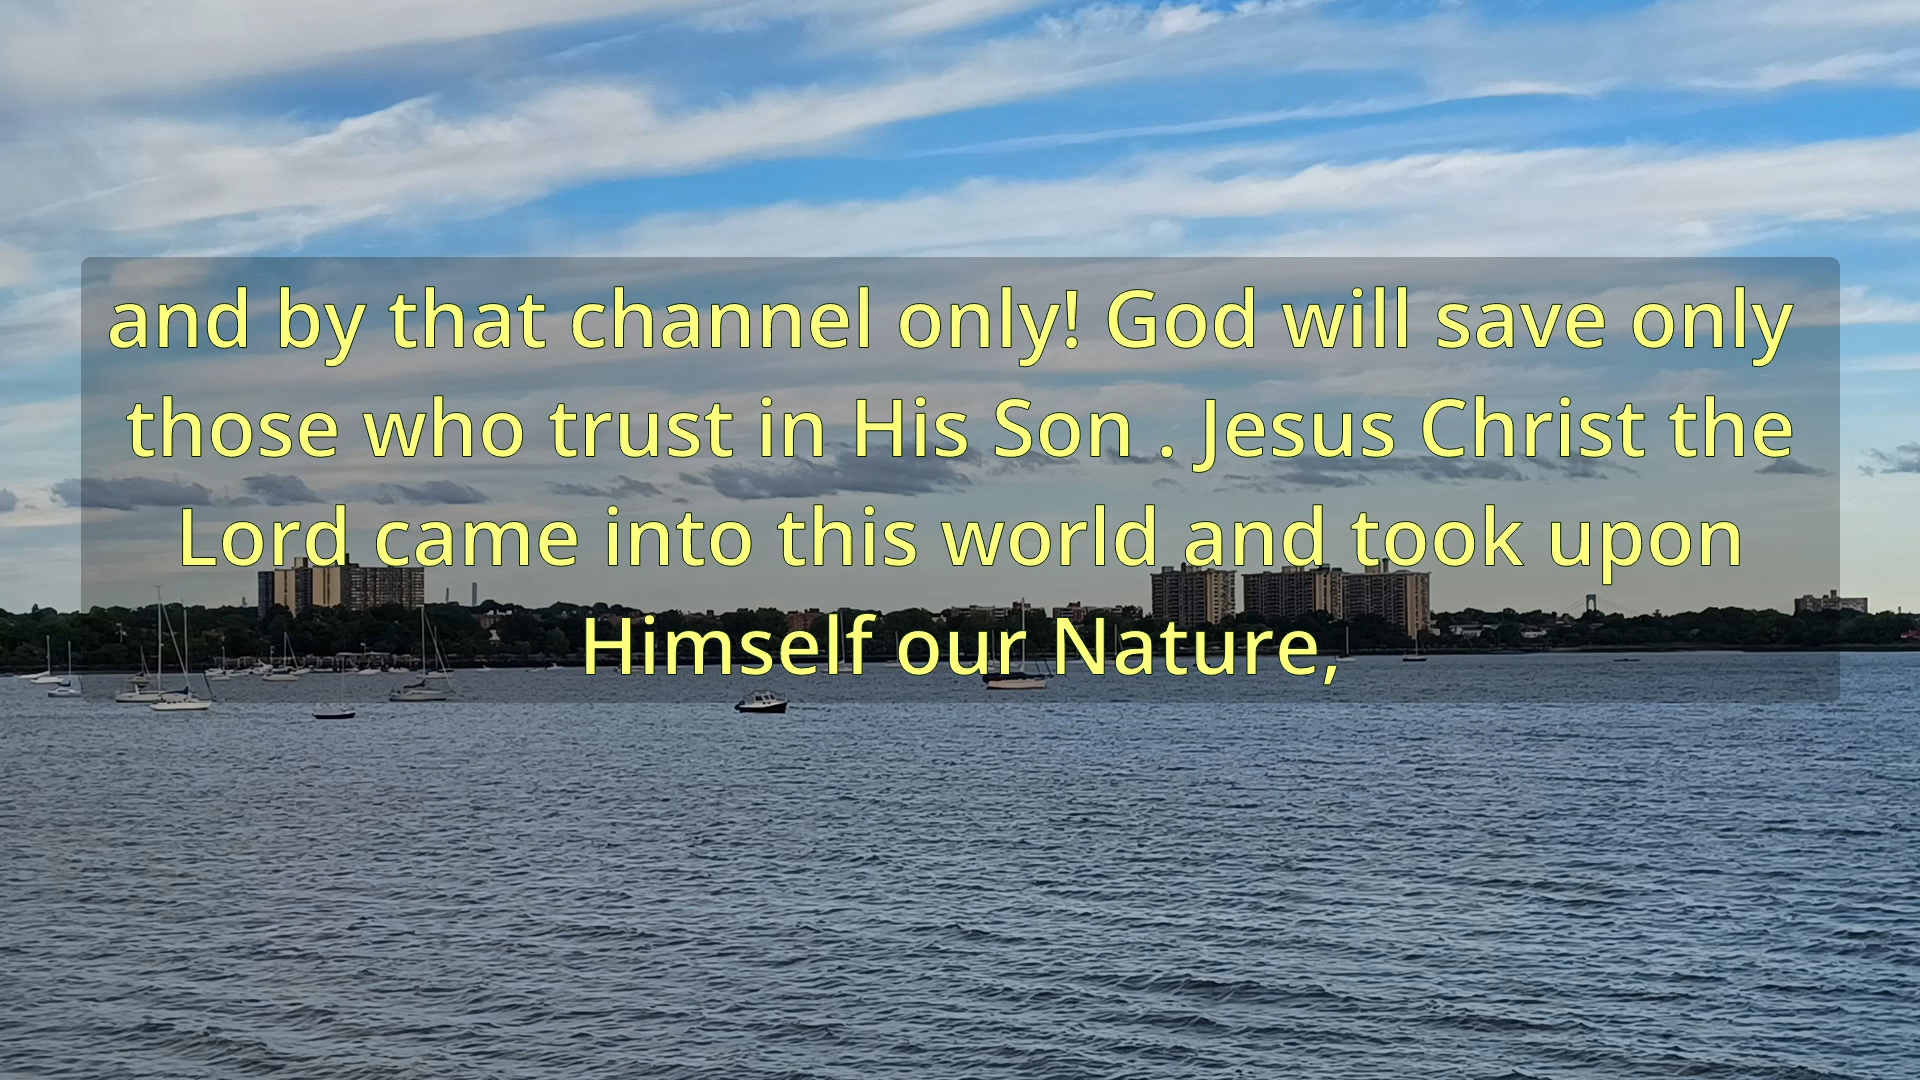 and by that channel only! God will save only
those who trust in His Son . Jesus Christ the
Lord came into this world and took upon
Himself our Nature,